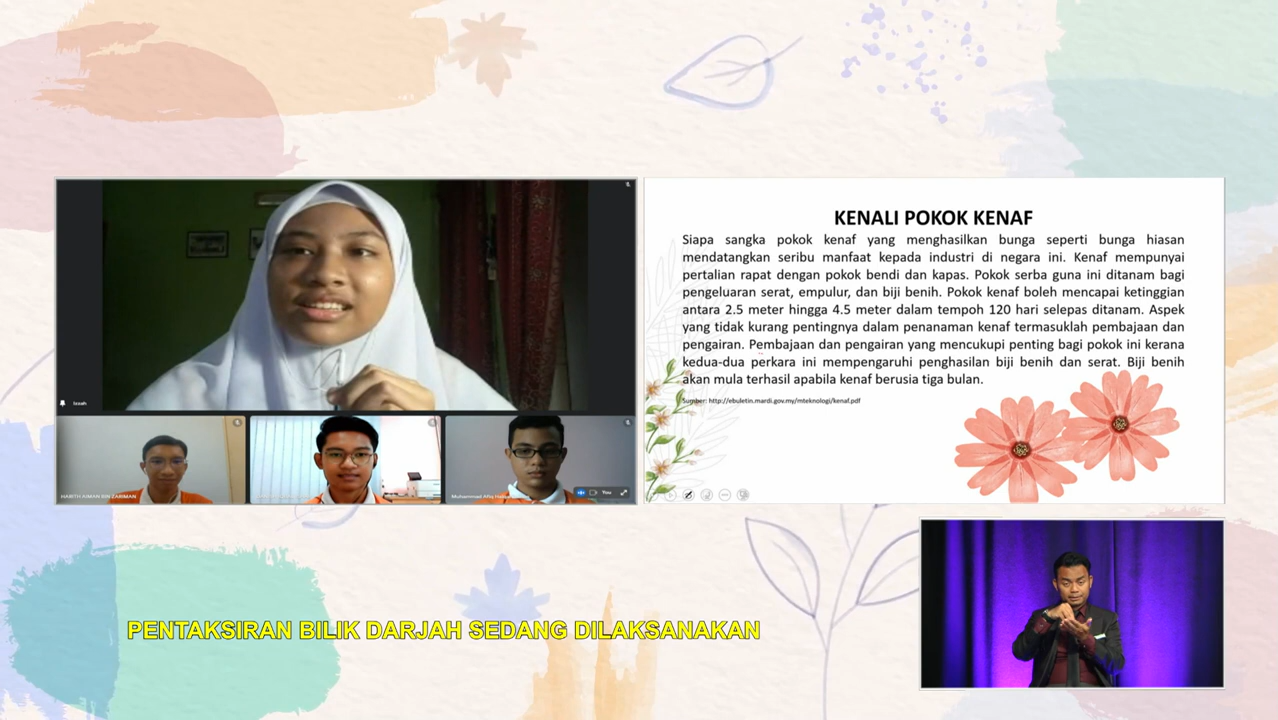 KENALI POKOK KENAF
Siapa sangka pokok kenaf yang menghasilkan bunga seperti bunga hiasan
mendatangkan seribu manfaat kepada industri di negara ini. Kenaf mempunyai
pertalian rapat dengan pokok bendi dan kapas. Pokok serba guna ini ditanam bagi
pengeluaran serat, empulur, dan biji benih. Pokok kenaf boleh mencapai ketinggian
antara 2.5 meter hingga 4.5 meter dalam tempoh 120 hari selepas ditanam. Aspek
yang tidak kurang pentingnya dalam penanaman kenaf termasuklah pembajaan dan
pengairan. Pembajaan dan pengairan yang mencukupi penting bagi pokok ini kerana
kedua-dua perkara ini mempengaruhi penghasilan biji benih dan serat. Biji benih
akan mula terhasil apabila kenaf berusia tiga bulan.
Sumber: http://ebuletin.mardi.gov.my/mteknologi/kenaf.pdf
Izzah
HARITH AIMAN BIN ZARIMAN
Muhammad Afiq
You
PENTAKSIRAN BILIK DARJAH SEDANG DILAKSANAKAN